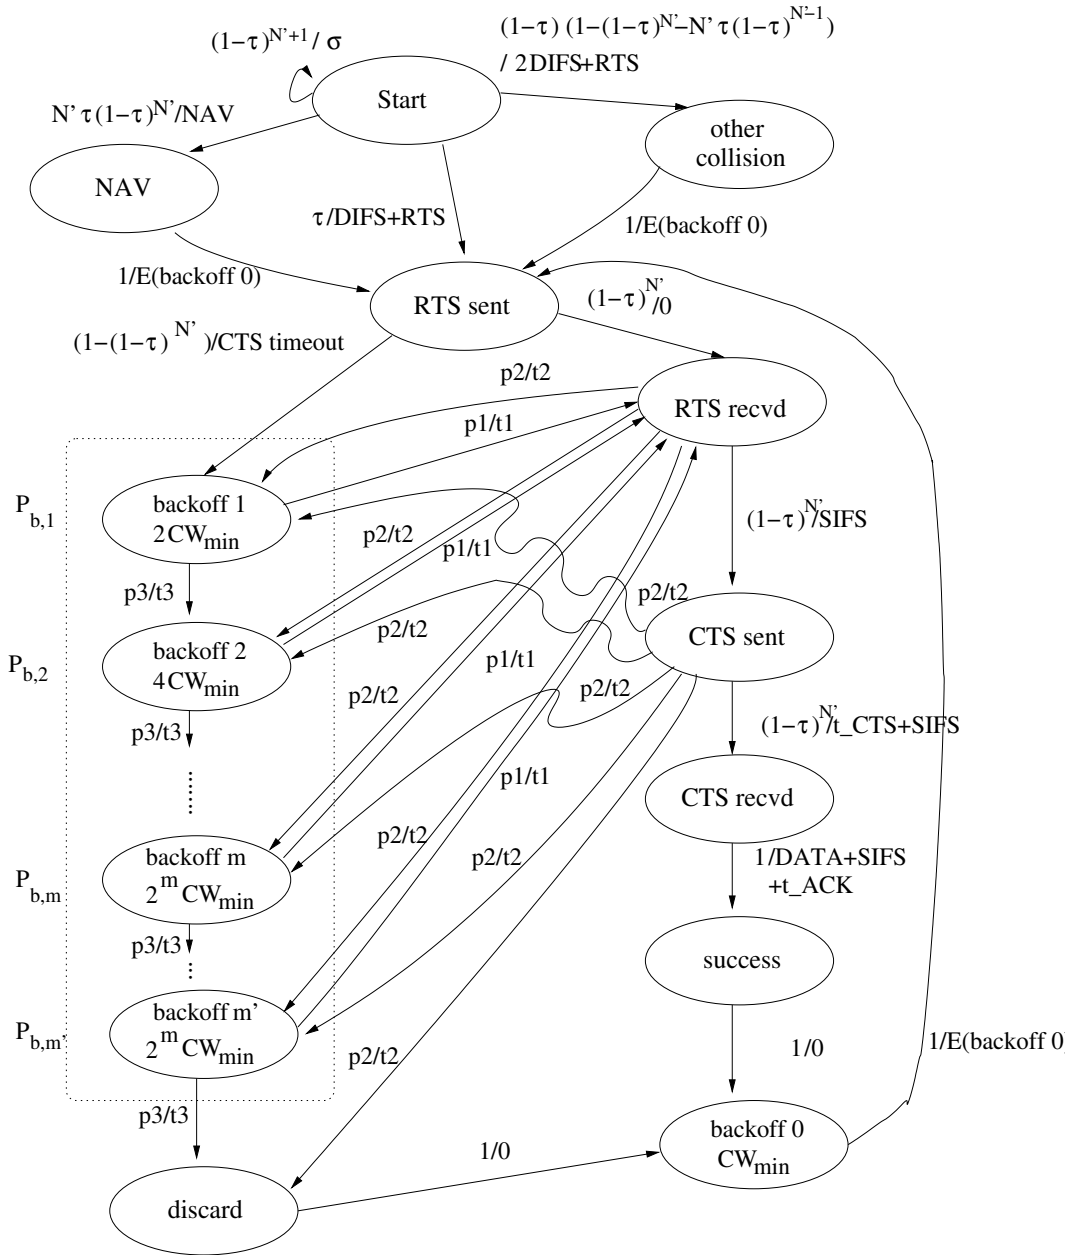 (1-τ)^N'+1 / σ
(1-τ) (1-(1-τ)^N'-N' τ (1-τ)^N'-1)
/ 2DIFS+RTS
N' τ (1-τ)^N'/NAV
Start
other
collision
NAV
τ/DIFS+RTS
1/E(backoff 0)
1/E(backoff 0)
RTS sent
(1-τ)^N'/0
(1-(1-τ)^N')/CTS timeout
p2/t2
RTS recvd
p1/t1
P_b,1
backoff 1
2CW_min
p2/t2
p1/t1
(1-τ)^N'/SIFS
p3/t3
p2/t2
P_b,2
backoff 2
4CW_min
p2/t2
CTS sent
p1/t1
p2/t2
p2/t2
p3/t3
(1-τ)^N'/t_CTS+SIFS
......
p1/t1
CTS recvd
P_b,m
backoff m
2^m CW_min
p2/t2
p2/t2
1/DATA+SIFS
+t_ACK
p3/t3
...
success
P_b,m'
backoff m'
2^m CW_min
p2/t2
1/0
1/E(backoff 0)
p3/t3
1/0
backoff 0
CW_min
discard